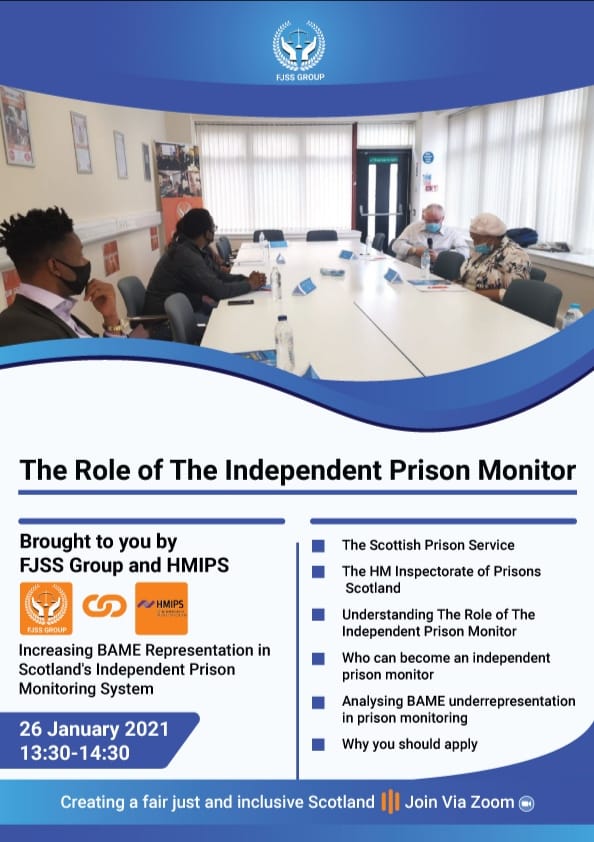 FJSS GROUP
The Role of The Independent Prison Monitor
Brought to you by
FJSS Group and HMIPS
FJSS GROUP
HMIPS
Increasing BAME Representation in
Scotland's Independent Prison
Monitoring System
26 January 2021
13:30-14:30
The Scottish Prison Service
The HM Inspectorate of Prisons
Scotland
Understanding The Role of The
Independent Prison Monitor
Who can become an independent
prison monitor
Analysing BAME underrepresentation
in prison monitoring
Why you should apply
Creating a fair just and inclusive Scotland
Join Via Zoom